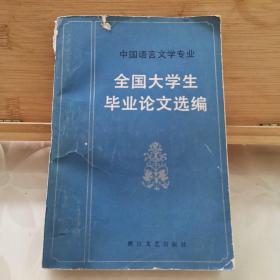 中国语言文学专业
全国大学生
毕业论文选编
浙江文艺出版社